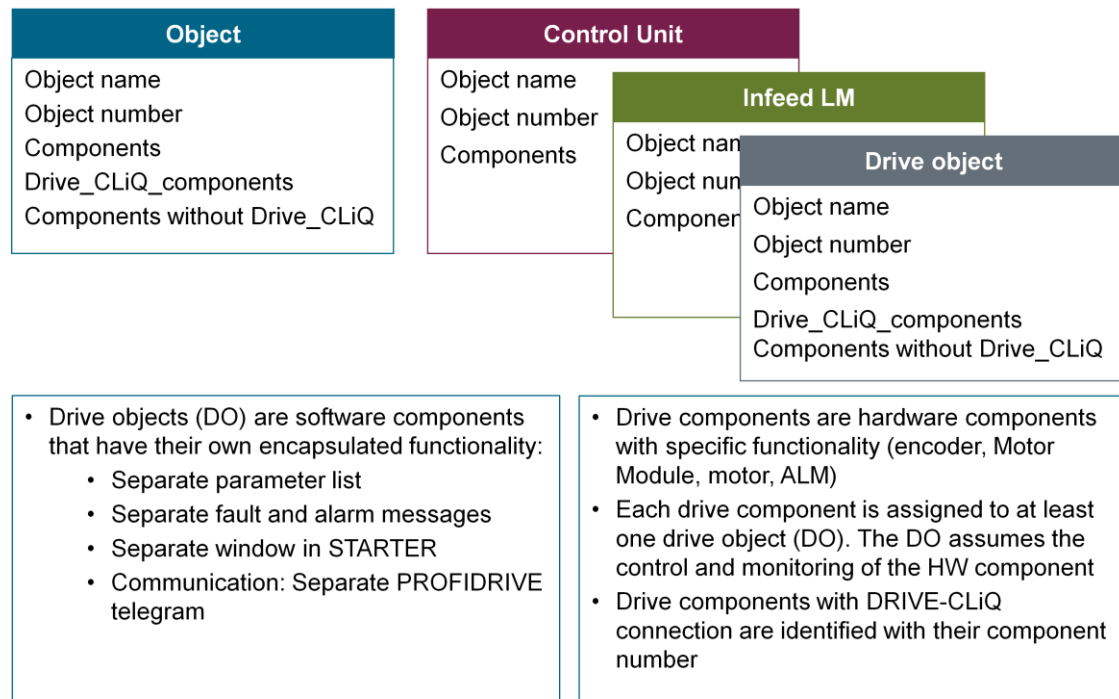 Object
Object name
Object number
Components
Drive_CLiQ_components
Components without Drive_CLiQ
Control Unit
Object name
Object number
Components
Infeed LM
Object nam
Object num
Componen
Drive object
Object name
Object number
Components
Drive_CLiQ_components
Components without Drive_CLiQ
• Drive objects (DO) are software components
that have their own encapsulated functionality:
• Separate parameter list
• Separate fault and alarm messages
• Separate window in STARTER
• Communication: Separate PROFIDRIVE
telegram
• Drive components are hardware components
with specific functionality (encoder, Motor
Module, motor, ALM)
• Each drive component is assigned to at least
one drive object (DO). The DO assumes the
control and monitoring of the HW component
• Drive components with DRIVE-CLiQ
connection are identified with their component
number